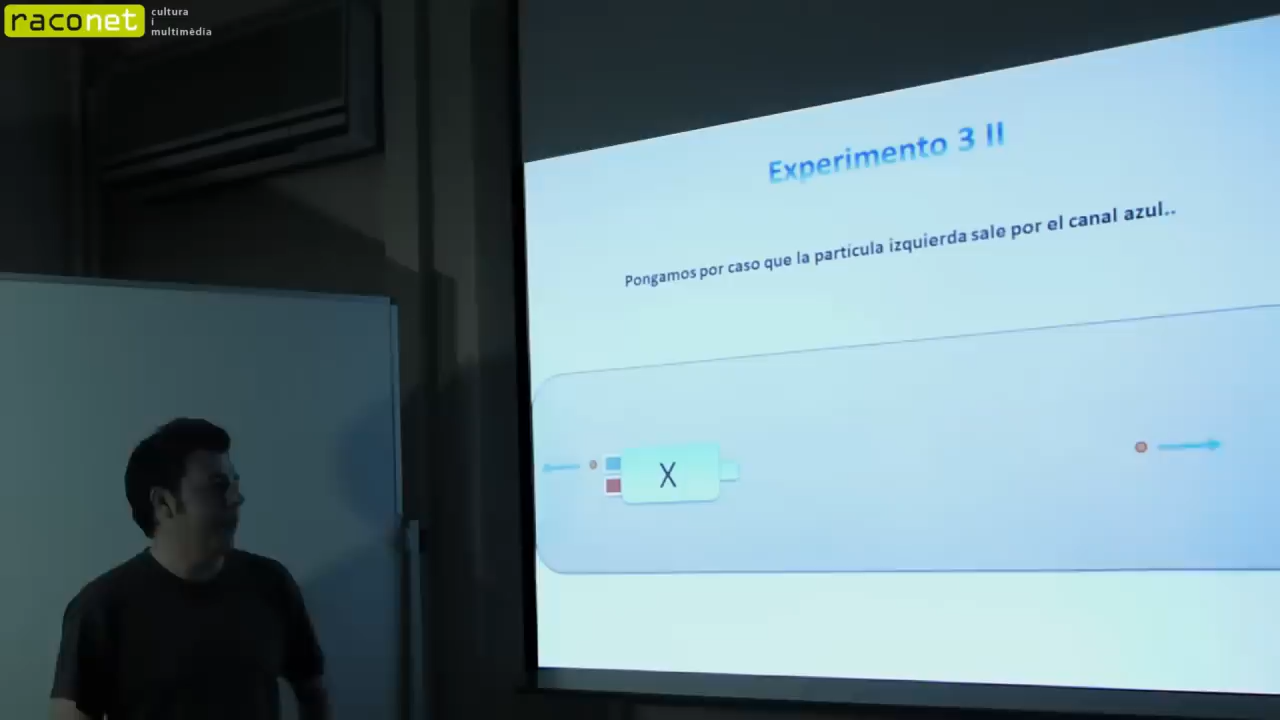 raconet
cultura
i
multimèdia
Experimento 3 II
Pongamos por caso que la partícula izquierda sale por el canal azul..
X